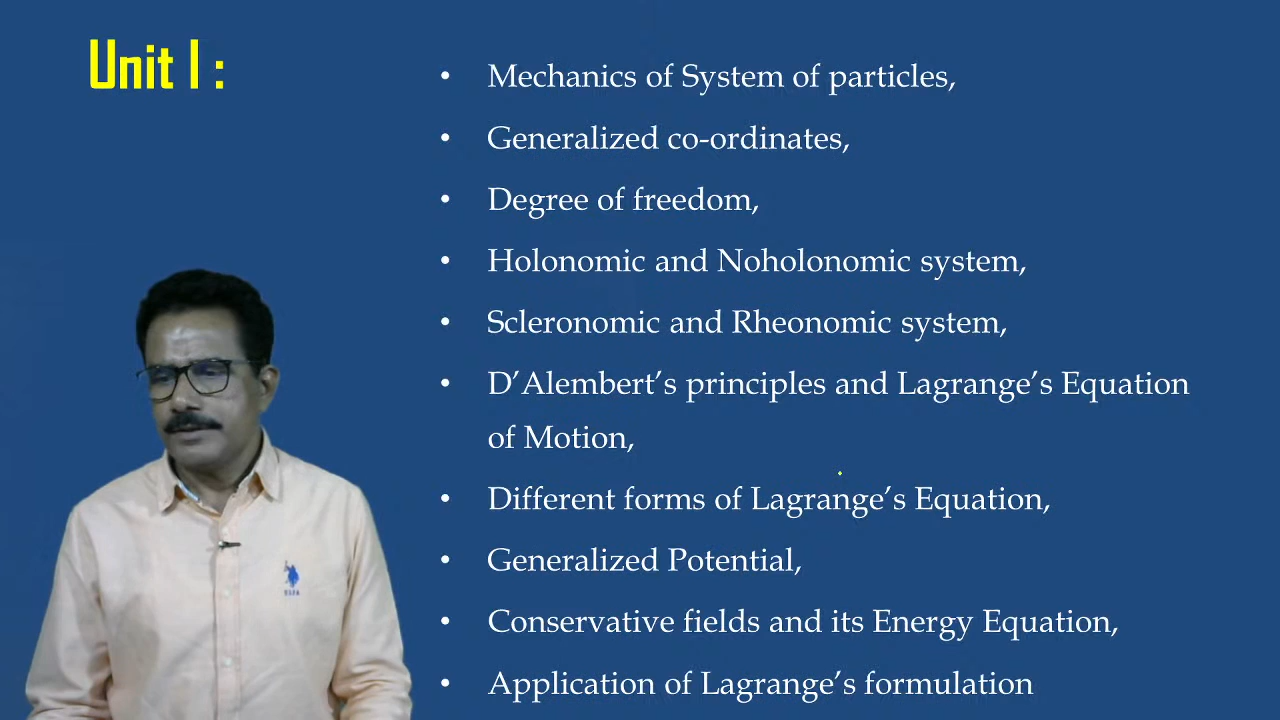 Unit I :
• Mechanics of System of particles,
• Generalized co-ordinates,
• Degree of freedom,
• Holonomic and Noholonomic system,
• Scleronomic and Rheonomic system,
• D’Alembert’s principles and Lagrange’s Equation
of Motion,
• Different forms of Lagrange’s Equation,
• Generalized Potential,
• Conservative fields and its Energy Equation,
• Application of Lagrange’s formulation